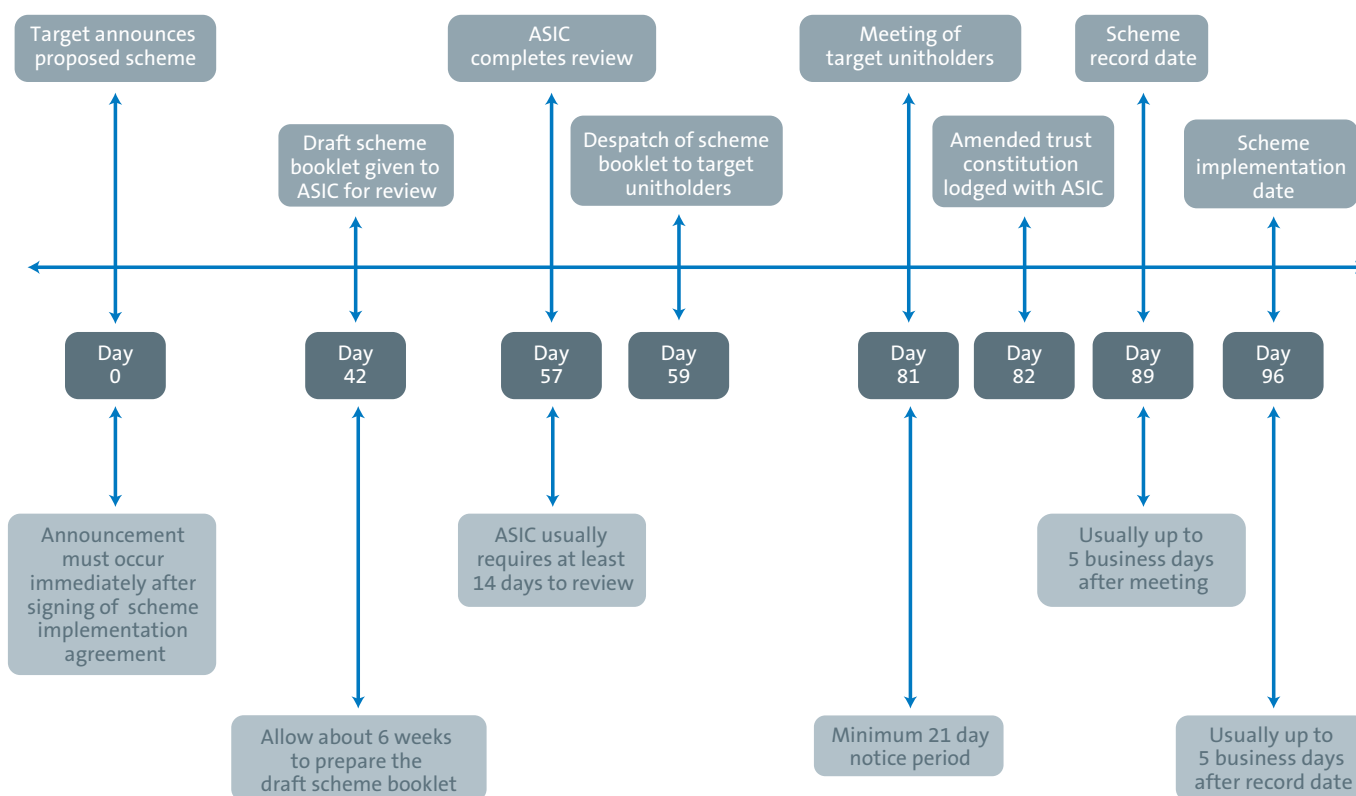 Target announces
proposed scheme
ASIC
completes review
Meeting of
target unitholders
Scheme
record date
Draft scheme
booklet given to
ASIC for review
Despatch of scheme
booklet to target
unitholders
Amended trust
constitution
lodged with ASIC
Scheme
implementation
date
Day
0
Day
42
Day
57
Day
59
Day
81
Day
82
Day
89
Day
96
Announcement
must occur
immediately after
signing of scheme
implementation
agreement
ASIC usually
requires at least
14 days to review
Usually up to
5 business days
after meeting
Allow about 6 weeks
to prepare the
draft scheme booklet
Minimum 21 day
notice period
Usually up to
5 business days
after record date